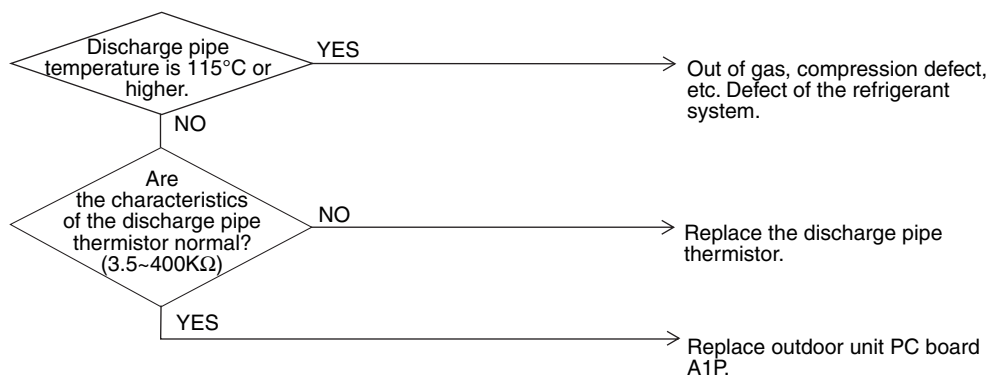 Discharge pipe
temperature is 115°C or
higher.
YES
Out of gas, compression defect,
etc. Defect of the refrigerant
system.
NO
Are
the characteristics
of the discharge pipe
thermistor normal?
(3.5~400KΩ)
NO
Replace the discharge pipe
thermistor.
YES
Replace outdoor unit PC board
A1P.